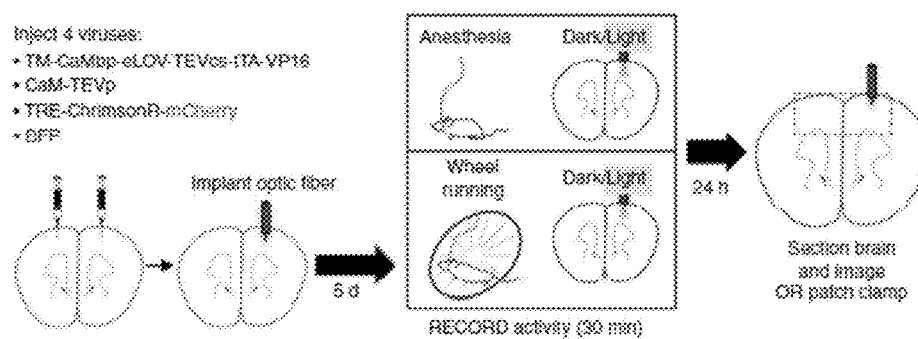 Inject 4 viruses:
• TM-CaMbp-eLOV-TEVcs-tTA-VP16
• CaM-TEVp
• TRE-ChrimsonR-mCherry
Implant optic fiber
5 d
Anesthesia
Dark/Light
Wheel
running
Dark/Light
RECORD activity (30 min)
24 h
Section brain
and image
OR patch clamp